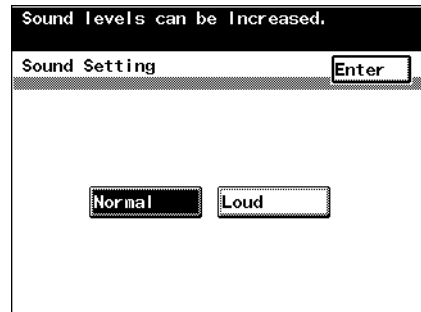 Sound levels can be Increased.
Sound Setting
Enter
Normal
Loud